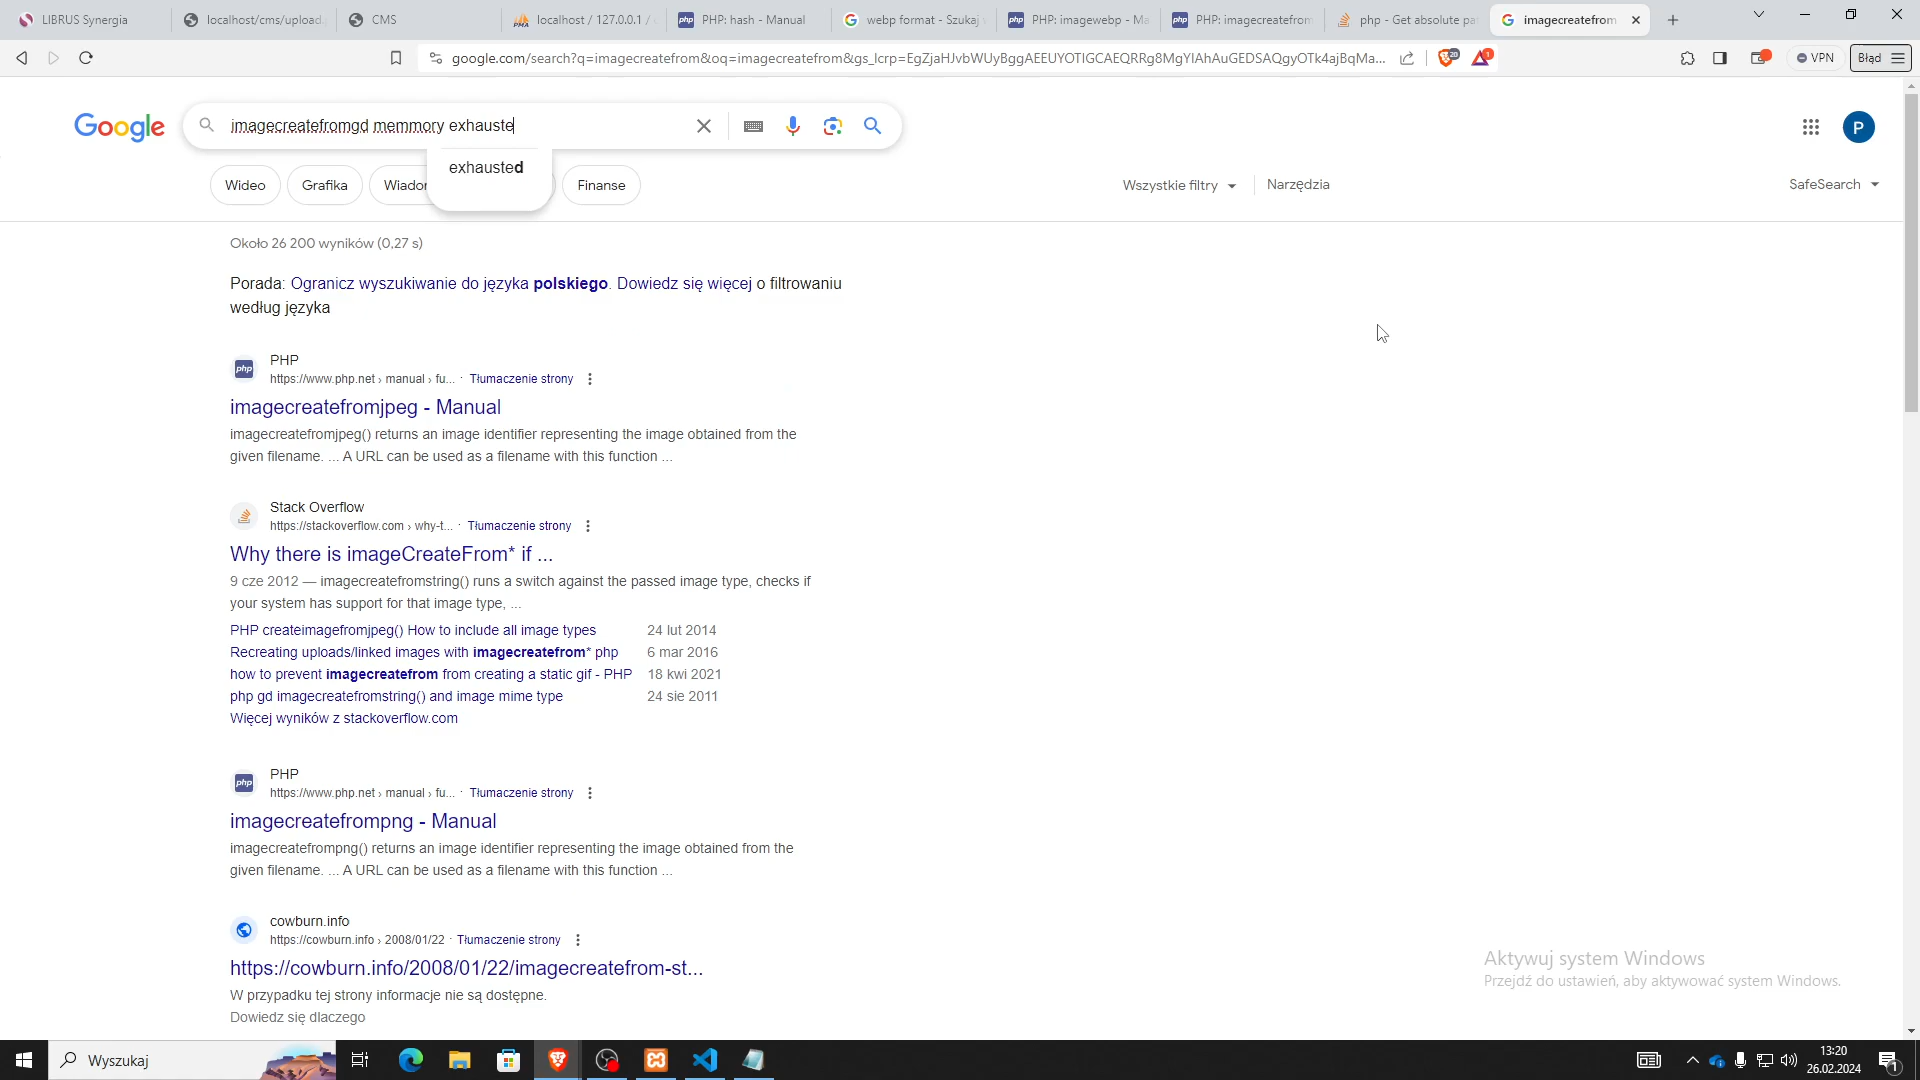 LIBRUS Synergia
localhost/cms/upload.
CMS
localhost / 127.0.0.1 / c
PHP: hash - Manual
webp format - Szukaj
PHP: imagewebp - Ma
PHP: imagecreatefrom
php - Get absolute pa
imagecreatefrom
google.com/search?q=imagecreatefrom&oq=imagecreatefrom&gs_lcrp=EgZjaHJvbWUyBggAEEUYOTIGCAEQRRg8MgYIAhAuGEDSAQgyOTk4ajBqMa...
20
1
VPN
Błąd
Google
imagecreatefromgd memmory exhauste
P
exhausted
Wideo
Grafika
Wiador
Finanse
Wszystkie filtry
Narzędzia
SafeSearch
Około 26 200 wyników (0,27 s)
Porada: Ogranicz wyszukiwanie do języka polskiego. Dowiedz się więcej o filtrowaniu
według języka
PHP
https://www.php.net › manual › fu... · Tłumaczenie strony
imagecreatefromjpeg - Manual
imagecreatefromjpeg() returns an image identifier representing the image obtained from the
given filename. ... A URL can be used as a filename with this function ...
Stack Overflow
https://stackoverflow.com › why-t... · Tłumaczenie strony
Why there is imageCreateFrom* if ...
9 cze 2012 — imagecreatefromstring() runs a switch against the passed image type, checks if
your system has support for that image type, ...
PHP createimagefromjpeg() How to include all image types 24 lut 2014
Recreating uploads/linked images with imagecreatefrom* php 6 mar 2016
how to prevent imagecreatefrom from creating a static gif - PHP 18 kwi 2021
php gd imagecreatefromstring() and image mime type 24 sie 2011
Więcej wyników z stackoverflow.com
PHP
https://www.php.net › manual › fu... · Tłumaczenie strony
imagecreatefrompng - Manual
imagecreatefrompng() returns an image identifier representing the image obtained from the
given filename. ... A URL can be used as a filename with this function ...
cowburn.info
https://cowburn.info › 2008/01/22 · Tłumaczenie strony
https://cowburn.info/2008/01/22/imagecreatefrom-st...
W przypadku tej strony informacje nie są dostępne.
Dowiedz się dlaczego
Aktywuj system Windows
Przejdź do ustawień, aby aktywować system Windows.
Wyszukaj
13:20
26.02.2024
1